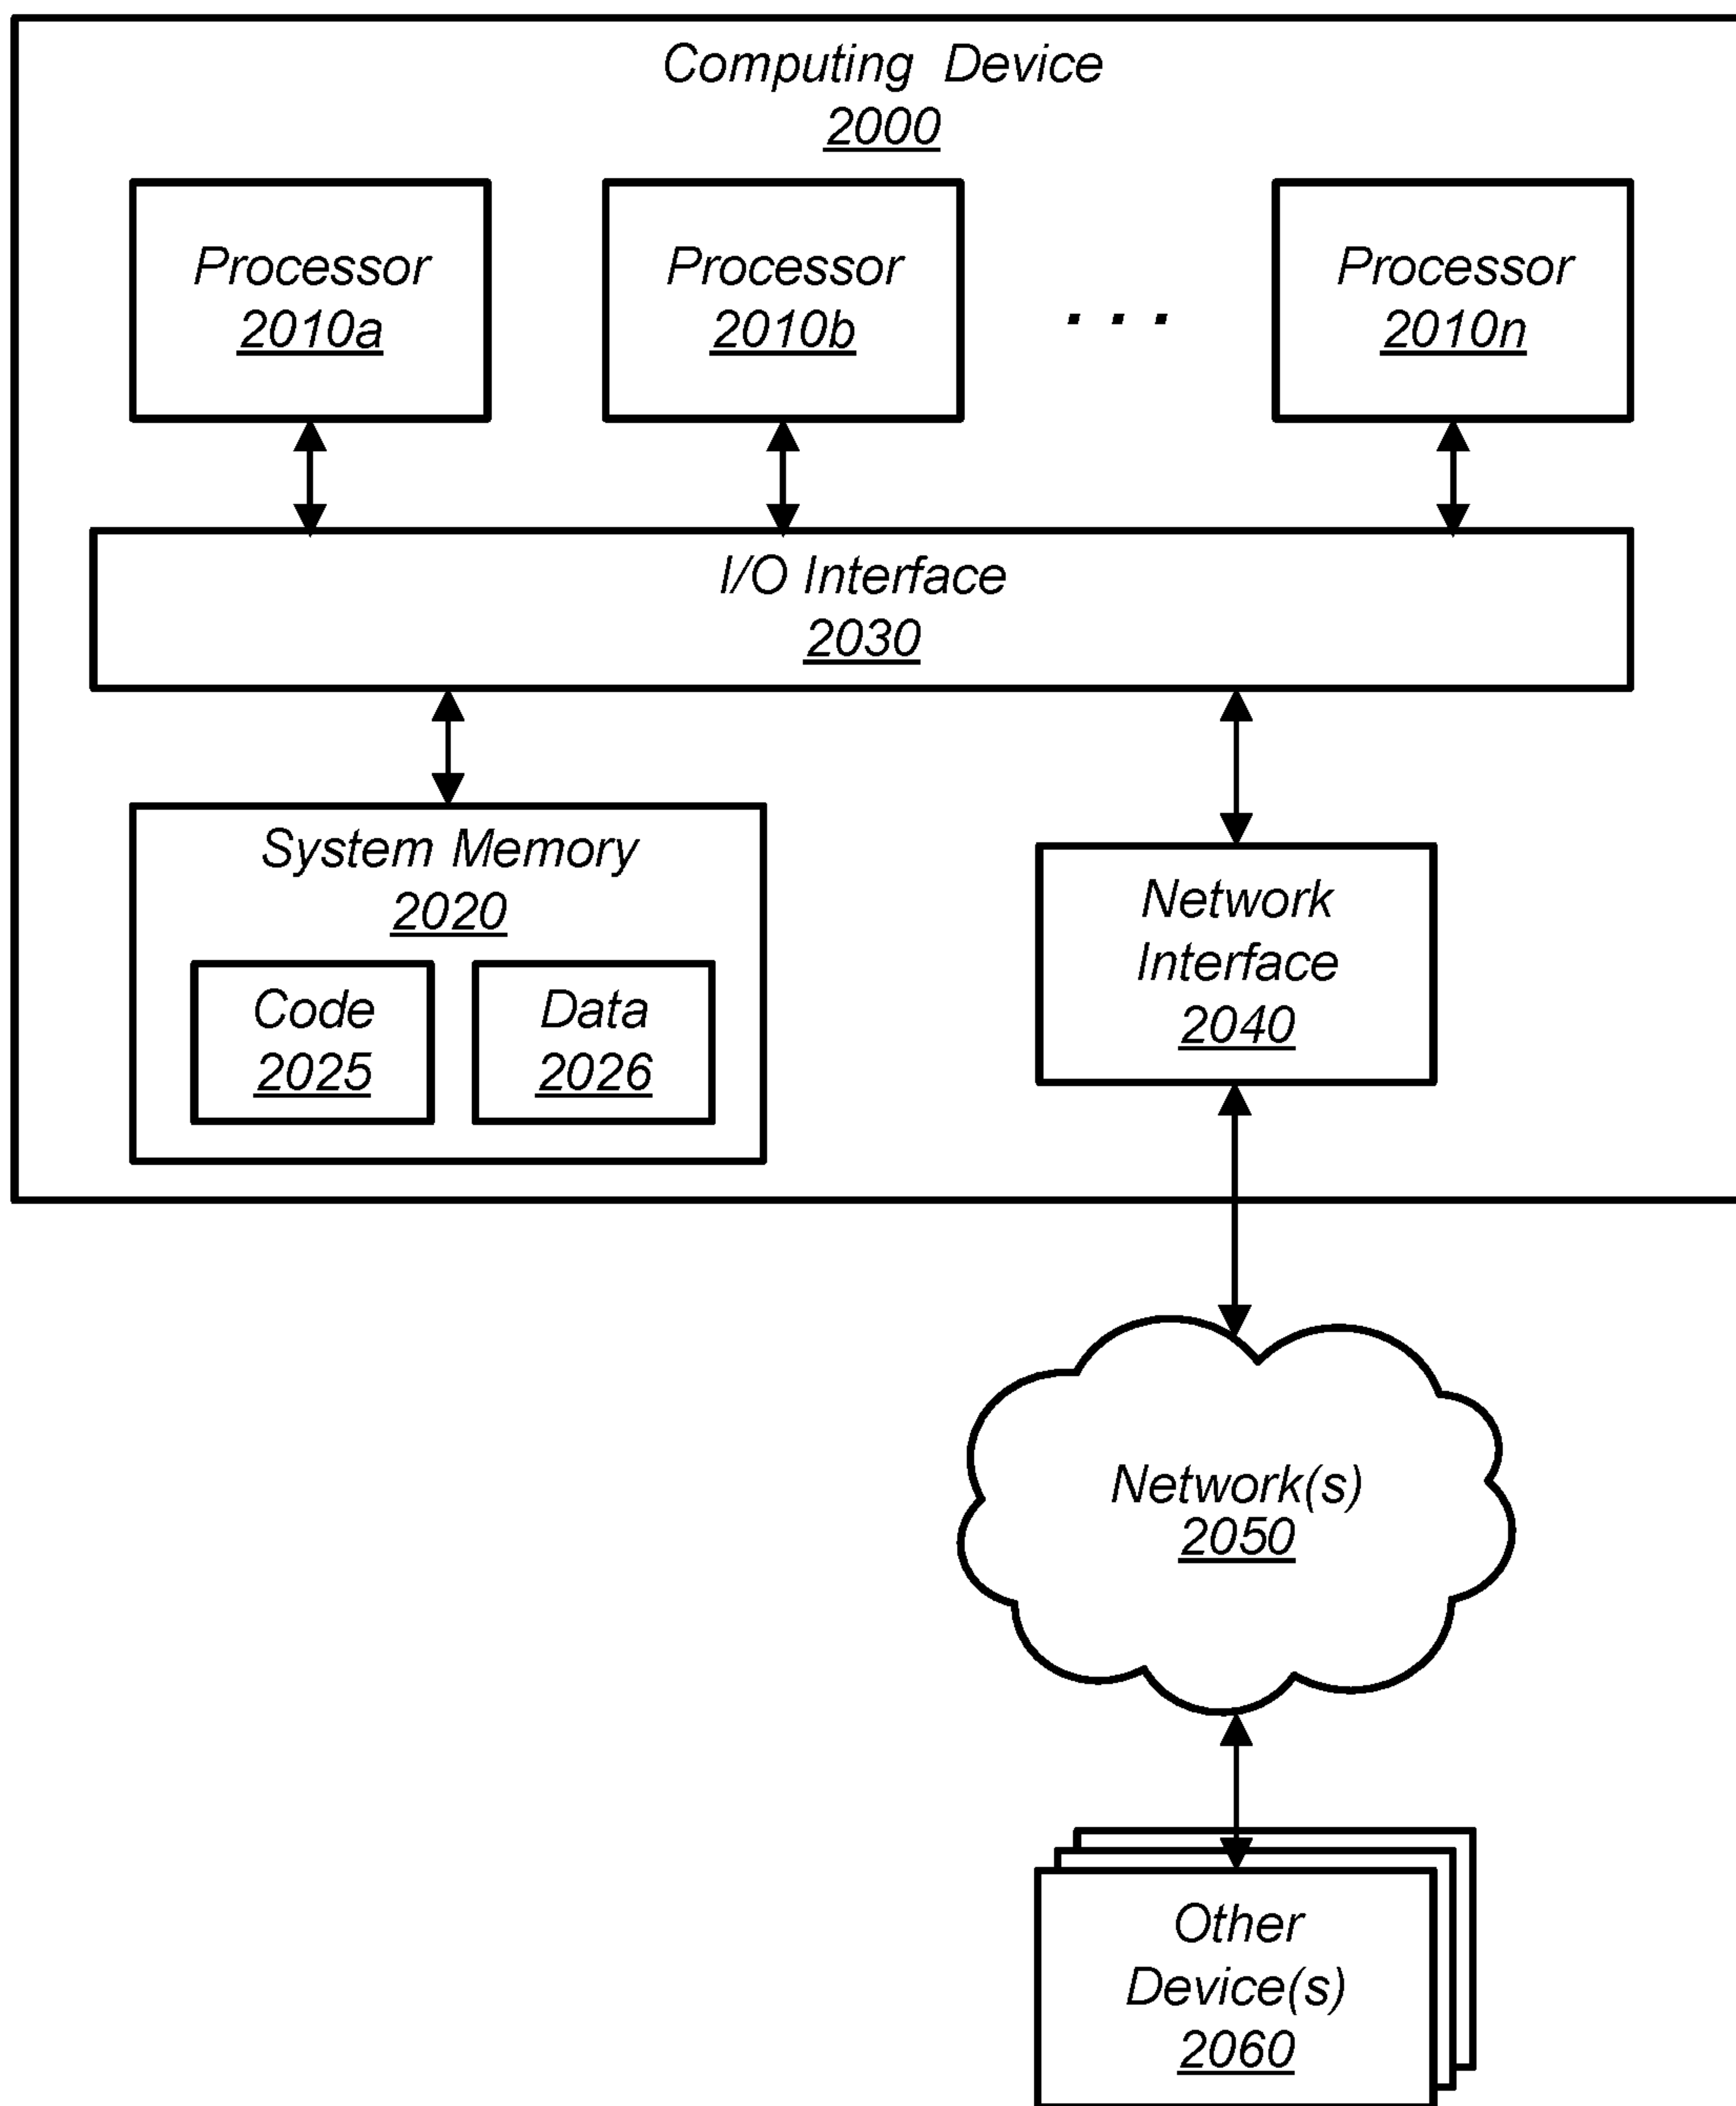 Computing Device
2000
Processor
2010a
Processor
2010b
. . .
Processor
2010n
I/O Interface
2030
System Memory
2020
Code
2025
Data
2026
Network
Interface
2040
Network(s)
2050
Other
Device(s)
2060